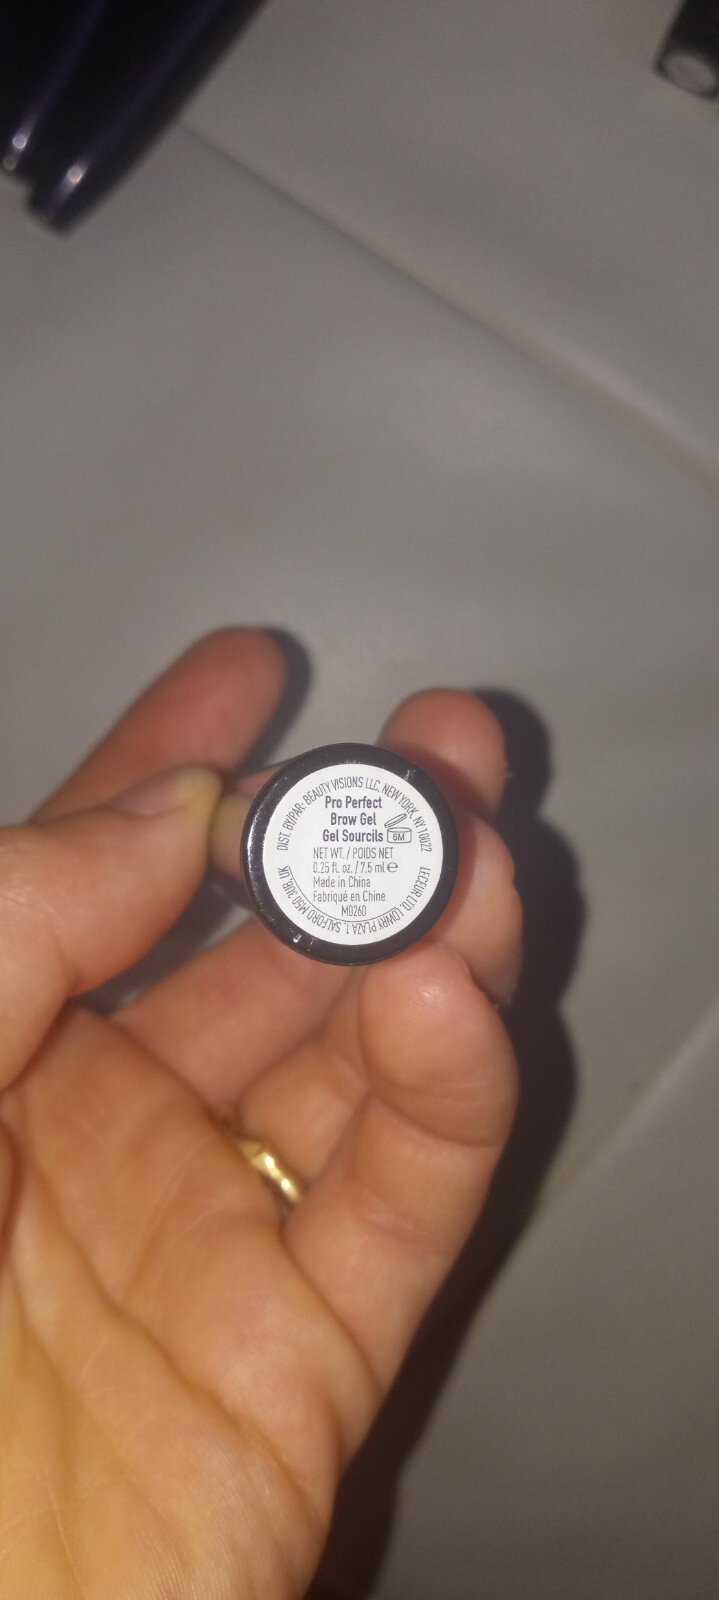 DIST. BY/PAR: BEAUTY VISIONS LLC, NEW YORK, NY 10022
Pro Perfect
Brow Gel
Gel Sourcils
6M
NET WT. / POIDS NET
0.25 fl. oz. / 7.5 ml e
Made in China
Fabriqué en Chine
M0260
LECEUR LTD, LOWRY PLAZA 1, SALFORD M50 3UB, UK